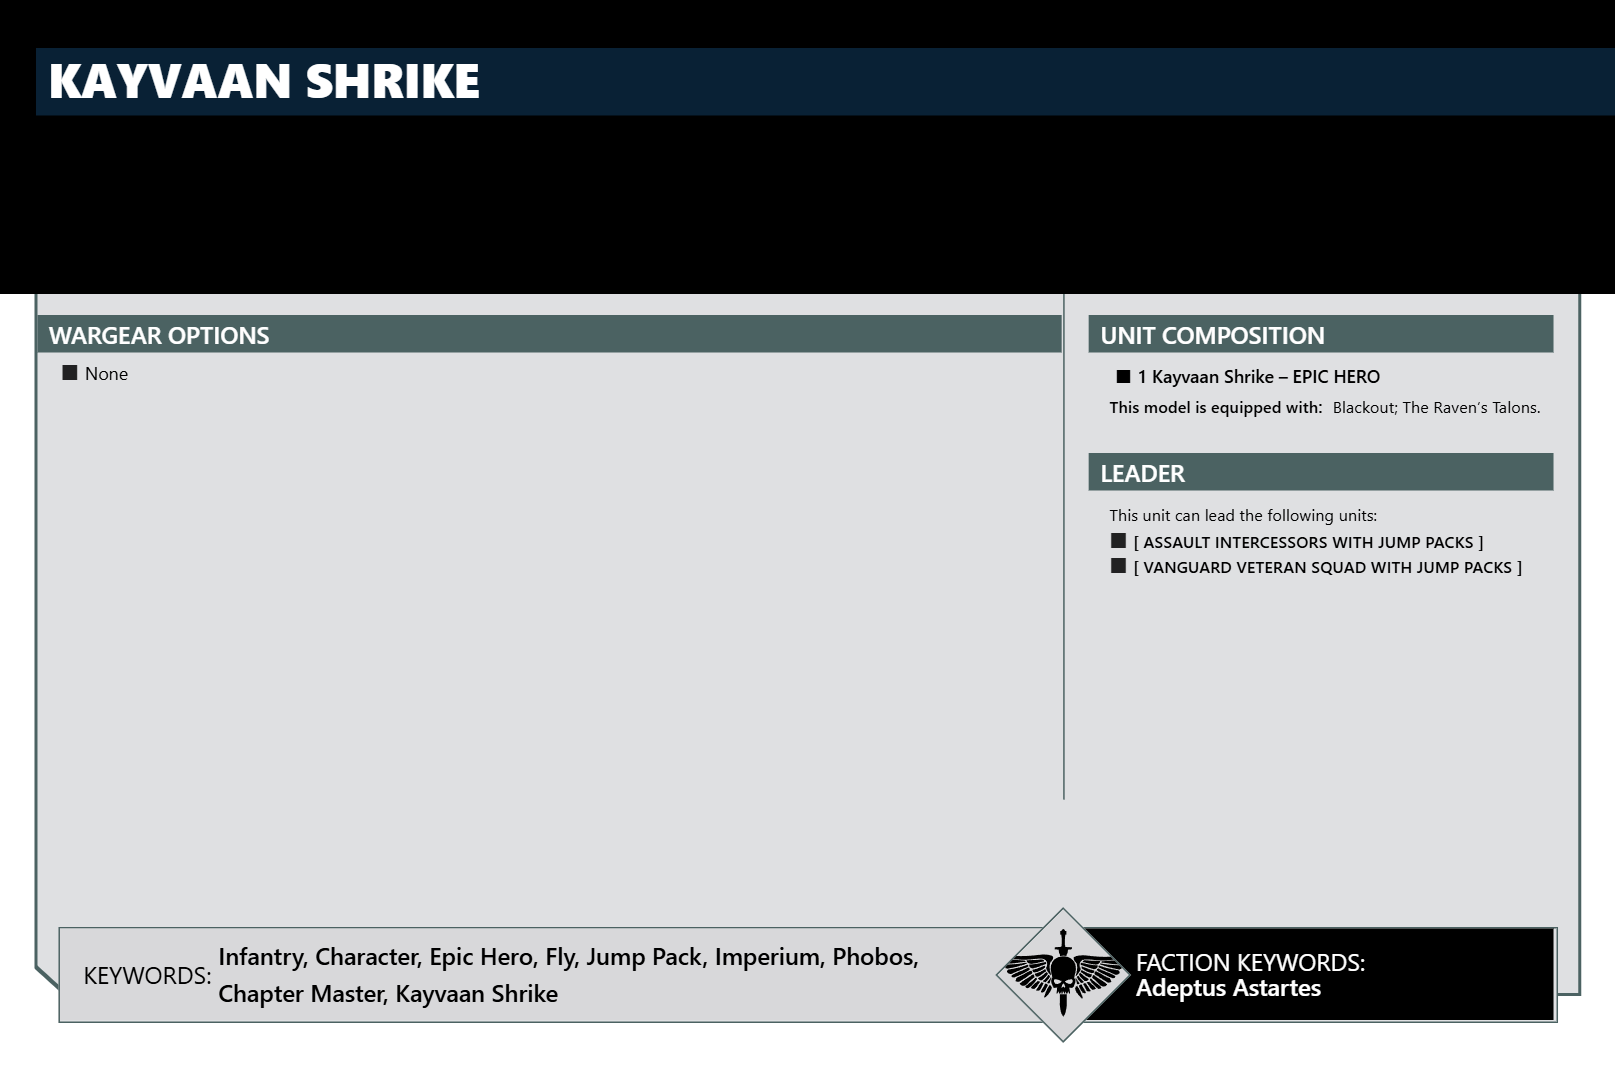 KAYVAAN SHRIKE
WARGEAR OPTIONS
■ None
UNIT COMPOSITION
■ 1 Kayvaan Shrike – EPIC HERO
This model is equipped with: Blackout; The Raven’s Talons.
LEADER
This unit can lead the following units:
■ [ ASSAULT INTERCESSORS WITH JUMP PACKS ]
■ [ VANGUARD VETERAN SQUAD WITH JUMP PACKS ]
KEYWORDS: Infantry, Character, Epic Hero, Fly, Jump Pack, Imperium, Phobos,
Chapter Master, Kayvaan Shrike
FACTION KEYWORDS:
Adeptus Astartes